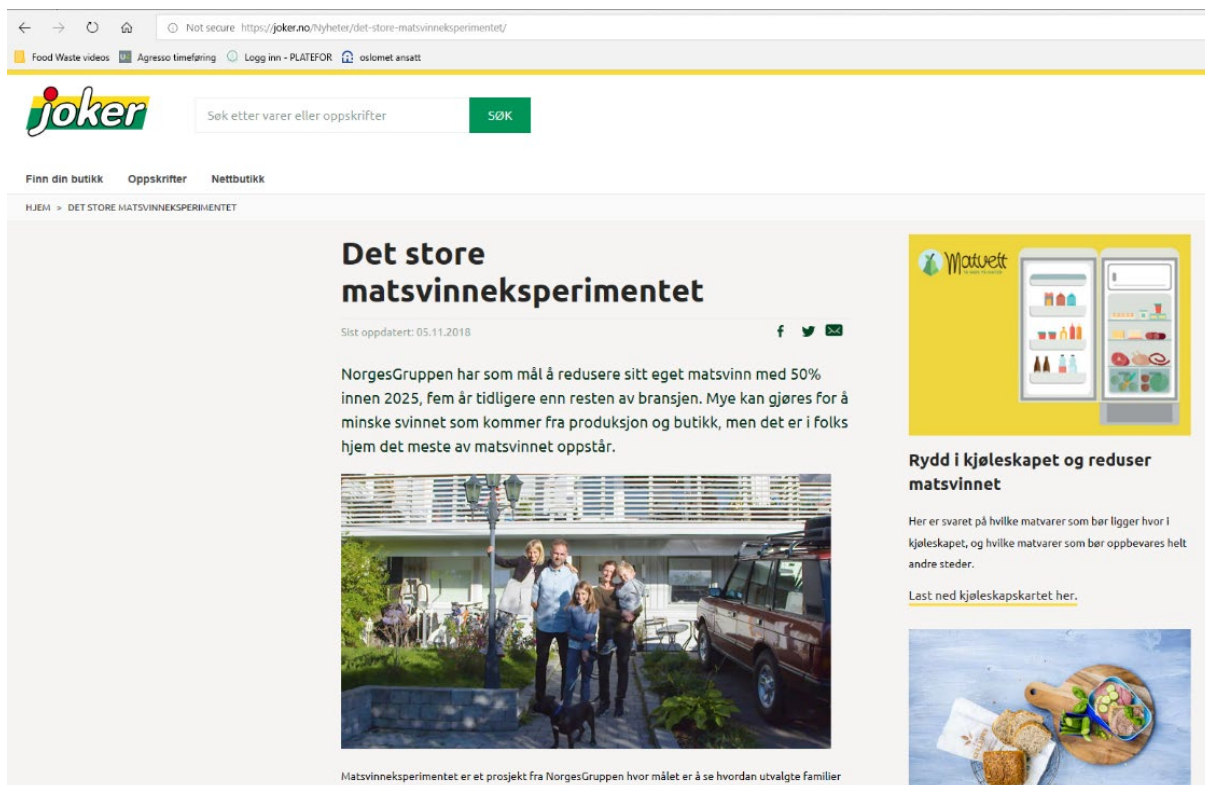 Not secure https://joker.no/Nyheter/det-store-matsvinneksperimentet/
Food Waste videos Agresso timeføring Logg inn - PLATEFOR oslomet ansatt
joker
Søk etter varer eller oppskrifter
SØK
Finn din butikk Oppskrifter Nettbutikk
HJEM > DET STORE MATSVINNEKSPERIMENTET
Det store
matsvinneksperimentet
Sist oppdatert: 05.11.2018
NorgesGruppen har som mål å redusere sitt eget matsvinn med 50%
innen 2025, fem år tidligere enn resten av bransjen. Mye kan gjøres for å
minske svinnet som kommer fra produksjon og butikk, men det er i folks
hjem det meste av matsvinnet oppstår.
Matsvinneksperimentet er et prosjekt fra NorgesGruppen hvor målet er å se hvordan utvalgte familier
Matvett
Rydd i kjøleskapet og reduser
matsvinnet
Her er svaret på hvilke matvarer som bør ligger hvor i
kjøleskapet, og hvilke matvarer som bør oppbevares helt
andre steder.
Last ned kjøleskapskartet her.